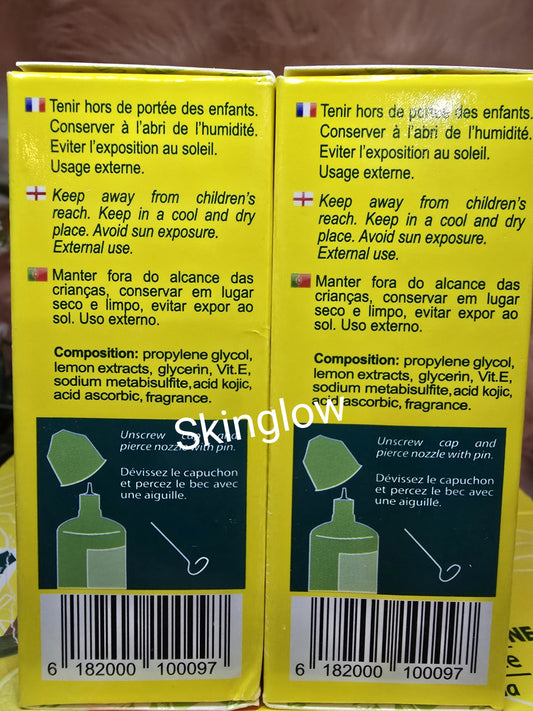 Tenir hors de portée des enfants.
Conserver à l'abri de l'humidité.
Eviter l'exposition au soleil.
Usage externe.
Keep away from children's
reach. Keep in a cool and dry
place. Avoid sun exposure.
External use.
Manter fora do alcance das
crianças, conservar em lugar
seco e limpo, evitar expor ao
sol. Uso externo.
Composition: propylene glycol,
lemon extracts, glycerin, Vit.E,
sodium metabisulfite, acid kojic,
acid ascorbic, fragrance.
Unscrew cap and
pierce nozzle with pin.
Dévissez le capuchon
et percez le bec avec
une aiguille.
6 182000 100097
Tenir hors de portée des enfants.
Conserver à l'abri de l'humidité.
Eviter l'exposition au soleil.
Usage externe.
Keep away from children's
reach. Keep in a cool and dry
place. Avoid sun exposure.
External use.
Manter fora do alcance das
crianças, conservar em lugar
seco e limpo, evitar expor ao
sol. Uso externo.
Composition: propylene glycol,
lemon extracts, glycerin, Vit.E,
sodium metabisulfite, acid kojic,
acid ascorbic, fragrance.
Unscrew cap and
pierce nozzle with pin.
Dévissez le capuchon
et percez le bec avec
une aiguillé.
6 182000 100097
Skinglow